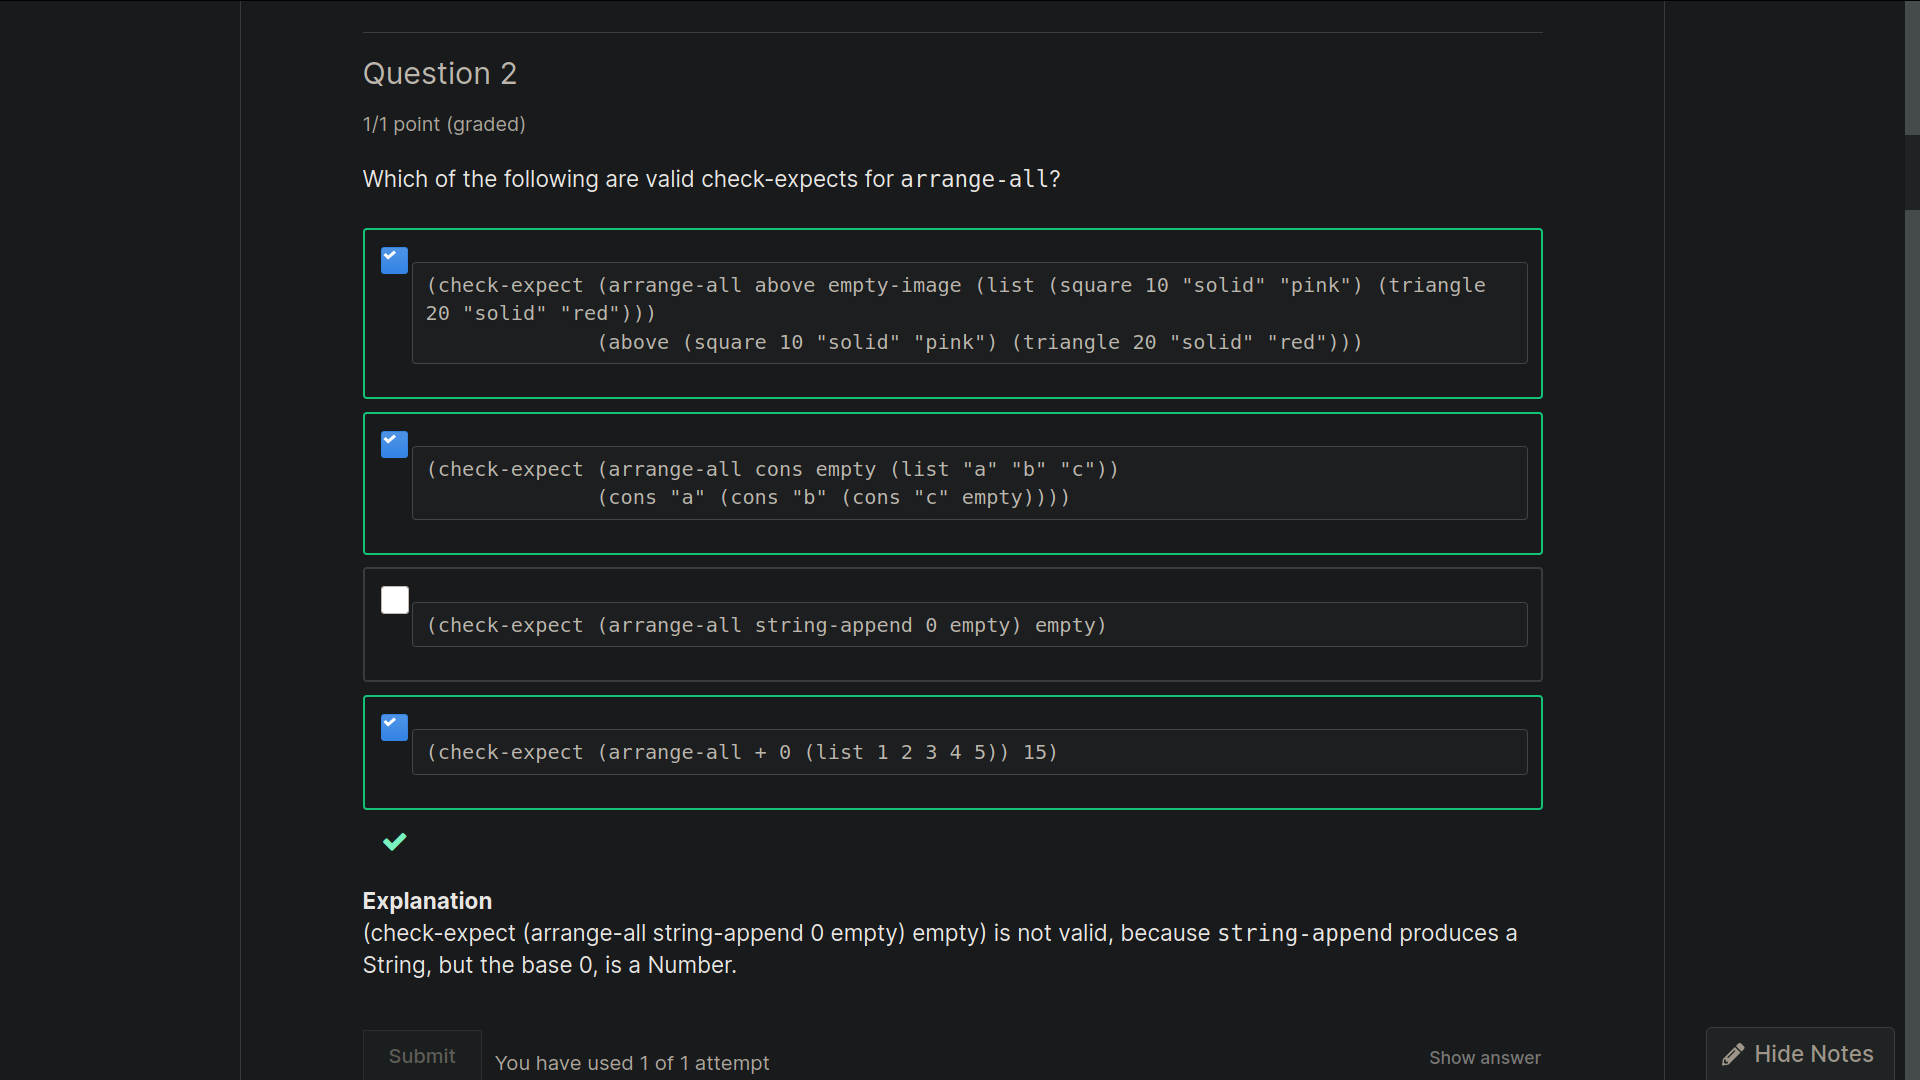 Question 2
1/1 point (graded)
Which of the following are valid check-expects for arrange-all?
(check-expect (arrange-all above empty-image (list (square 10 "solid" "pink") (triangle
20 "solid" "red")))
(above (square 10 "solid" "pink") (triangle 20 "solid" "red")))
(check-expect (arrange-all cons empty (list "a" "b" "c"))
(cons "a" (cons "b" (cons "c" empty))))
(check-expect (arrange-all string-append 0 empty) empty)
(check-expect (arrange-all + 0 (list 1 2 3 4 5)) 15)
Explanation
(check-expect (arrange-all string-append 0 empty) empty) is not valid, because string-append produces a
String, but the base 0, is a Number.
Submit
You have used 1 of 1 attempt
Show answer
Hide Notes